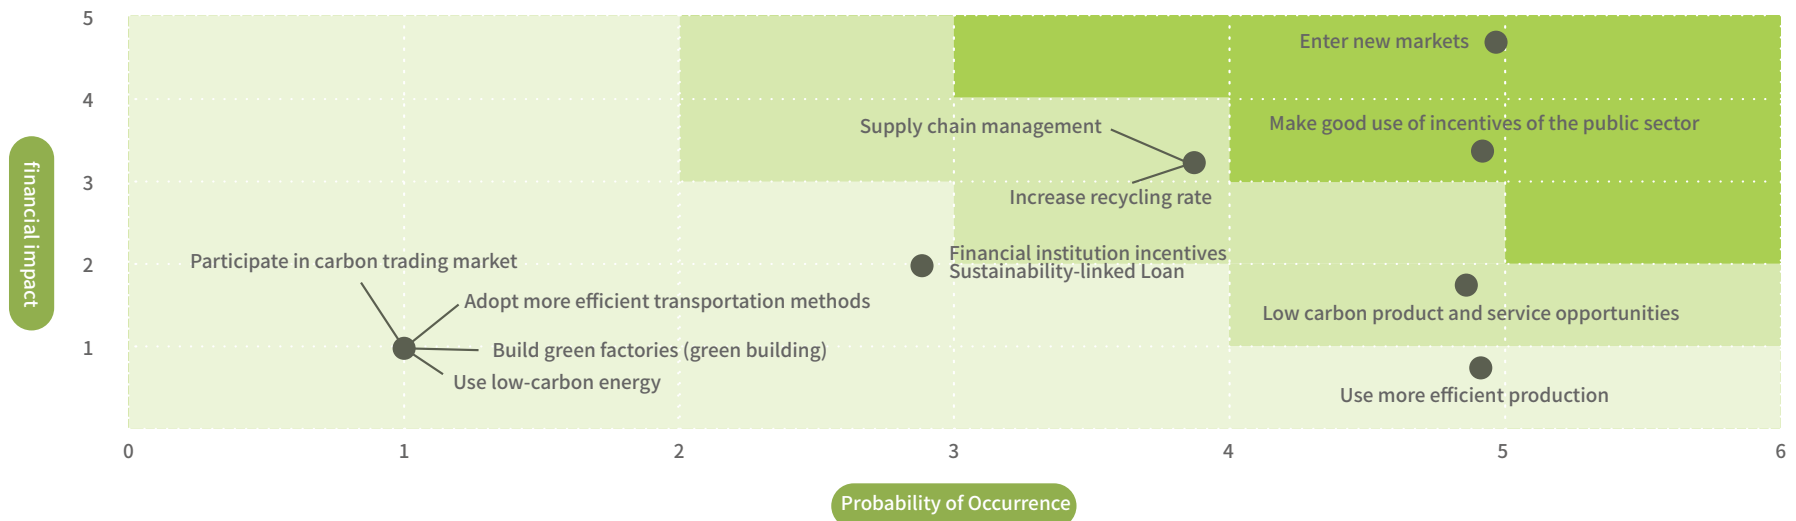 5
4
3
2
1
financial impact
Enter new markets
Supply chain management
Make good use of incentives of the public sector
Increase recycling rate
Participate in carbon trading market
Financial institution incentives
Sustainability-linked Loan
Adopt more efficient transportation methods
Low carbon product and service opportunities
Build green factories (green building)
Use low-carbon energy
Use more efficient production
0 1 2 3 4 5 6
Probability of Occurrence